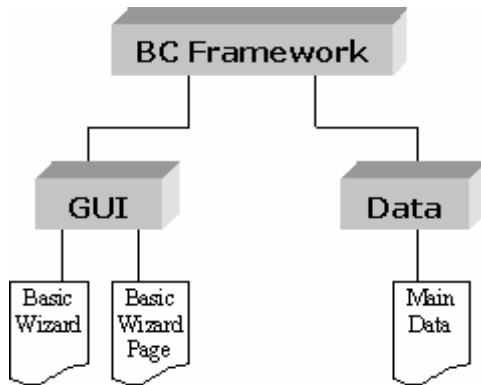 BC Framework
GUI
Data
Basic
Wizard
Basic
Wizard
Page
Main
Data